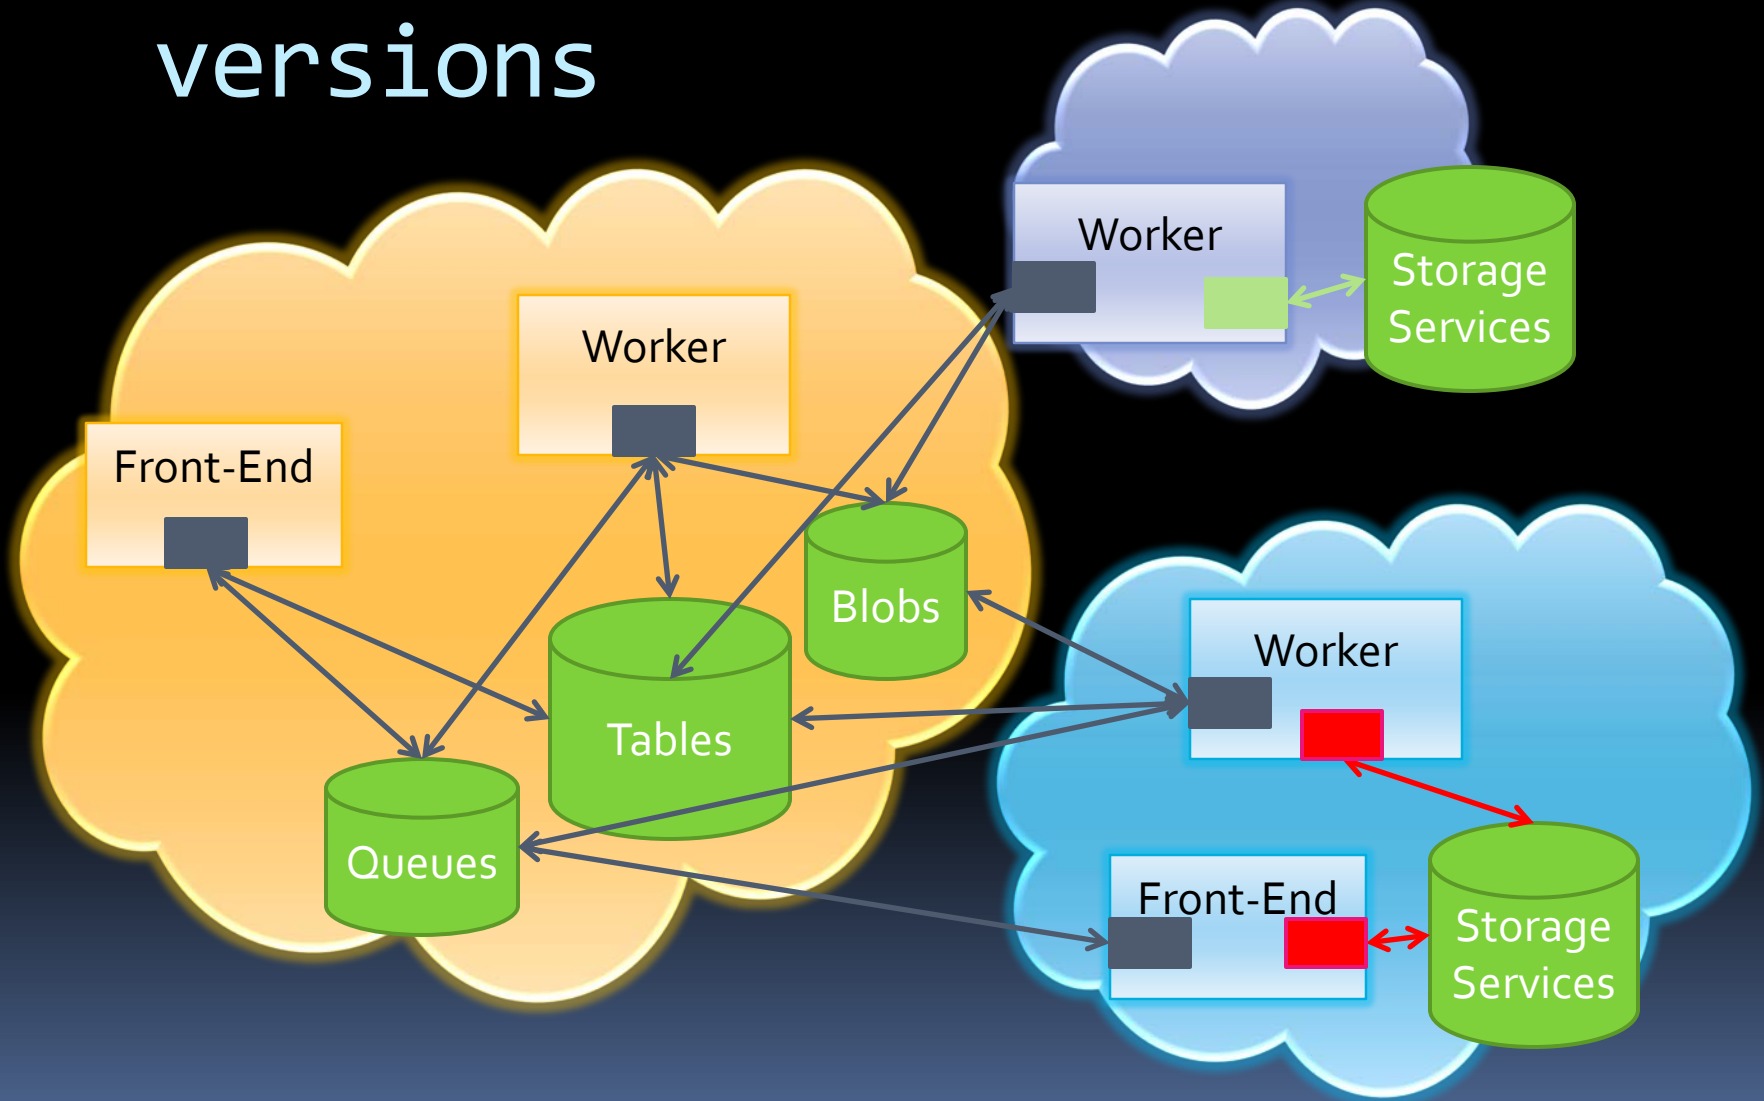 versions
Worker
Storage
Services
Worker
Front-End
Blobs
Worker
Tables
Queues
Front-End
Storage
Services